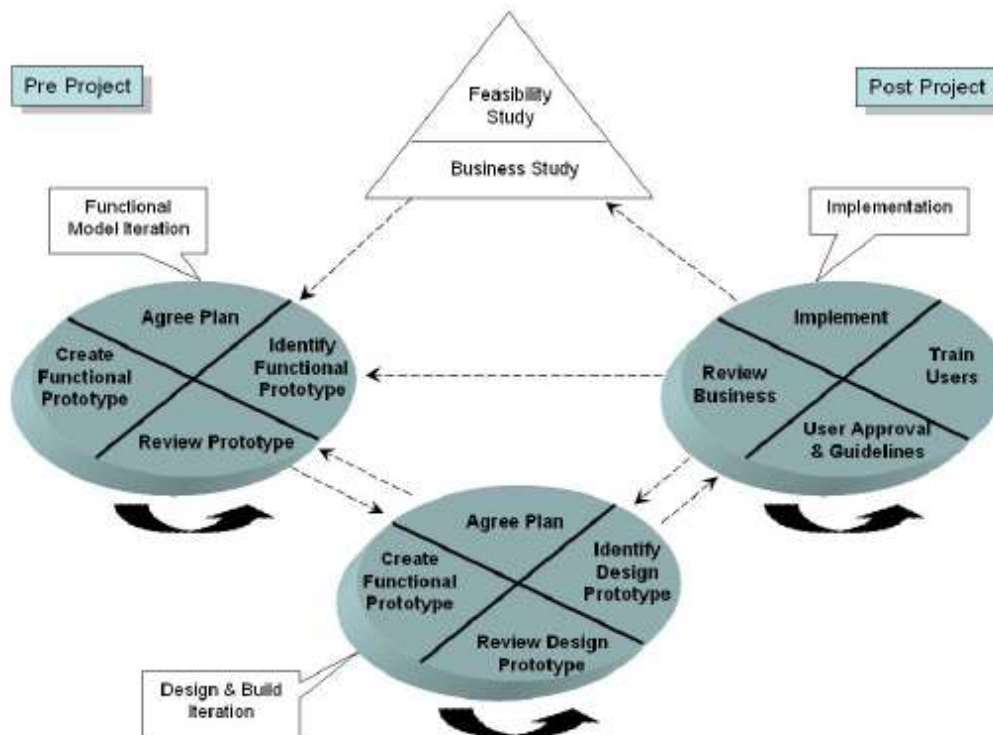 Pre Project
Feasibility
Study
Business Study
Post Project
Functional
Model Iteration
Implementation
Agree Plan
Identify
Functional
Prototype
Create
Functional
Prototype
Review Prototype
Implement
Train
Users
Review
Business
User Approval
& Guidelines
Agree Plan
Identify
Design
Prototype
Create
Functional
Prototype
Review Design
Prototype
Design & Build
Iteration